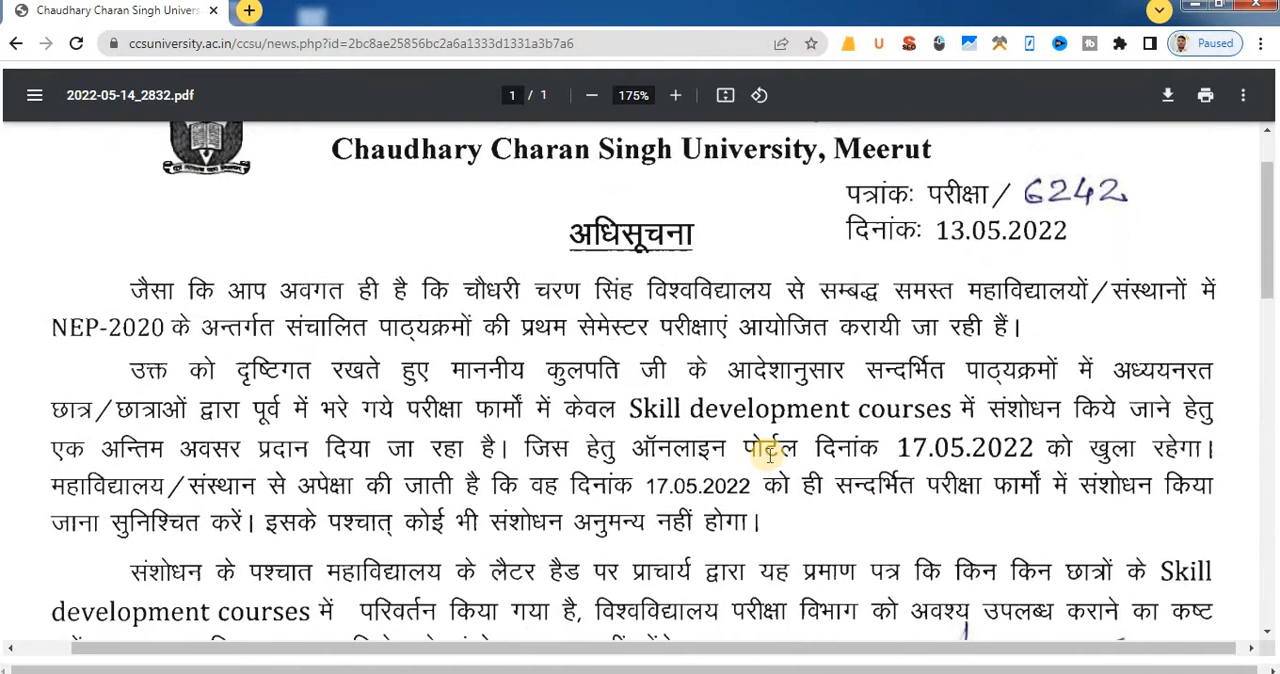 Chaudhary Charan Singh Univers
ccsuniversity.ac.in/ccsu/news.php?id=2bc8ae25856bc2a6a1333d1331a3b7a6
Paused
2022-05-14_2832.pdf
1 / 1
175%
Chaudhary Charan Singh University, Meerut
पत्रांकः परीक्षा/ 6242
अधिसूचना
दिनांकः 13.05.2022
जैसा कि आप अवगत ही है कि चौधरी चरण सिंह विश्वविद्यालय से सम्बद्ध समस्त महाविद्यालयों/संस्थानों में
NEP-2020 के अन्तर्गत संचालित पाठ्यक्रमों की प्रथम सेमेस्टर परीक्षाएं आयोजित करायी जा रही हैं।
उक्त को दृष्टिगत रखते हुए माननीय कुलपति जी के आदेशानुसार सन्दर्भित पाठ्यक्रमों में अध्ययनरत
छात्र/छात्राओं द्वारा पूर्व में भरे गये परीक्षा फार्मों में केवल Skill development courses में संशोधन किये जाने हेतु
एक अन्तिम अवसर प्रदान दिया जा रहा है। जिस हेतु ऑनलाइन पोर्टल दिनांक 17.05.2022 को खुला रहेगा।
महाविद्यालय/संस्थान से अपेक्षा की जाती है कि वह दिनांक 17.05.2022 को ही सन्दर्भित परीक्षा फार्मों में संशोधन किया
जाना सुनिश्चित करें। इसके पश्चात् कोई भी संशोधन अनुमन्य नहीं होगा।
संशोधन के पश्चात महाविद्यालय के लैटर हैड पर प्राचार्य द्वारा यह प्रमाण पत्र कि किन किन छात्रों के Skill
development courses में परिवर्तन किया गया है, विश्वविद्यालय परीक्षा विभाग को अवश्य उपलब्ध कराने का कष्ट